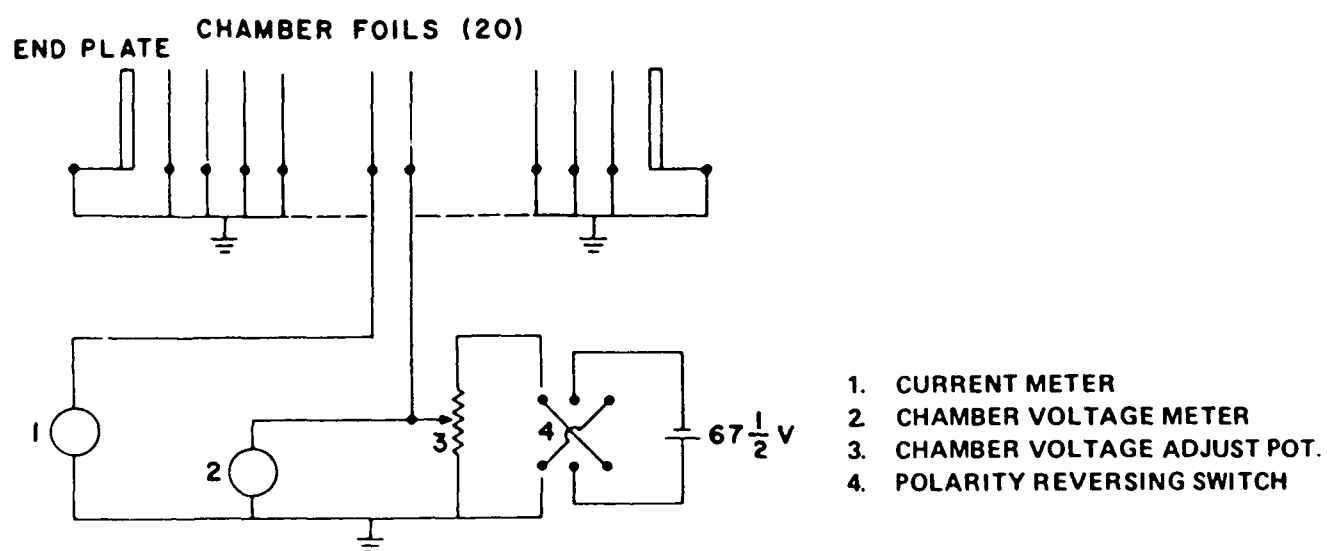 CHAMBER FOILS (20)
END PLATE
1
2
3
4
67 1/2 V
1. CURRENT METER
2 CHAMBER VOLTAGE METER
3. CHAMBER VOLTAGE ADJUST POT.
4. POLARITY REVERSING SWITCH